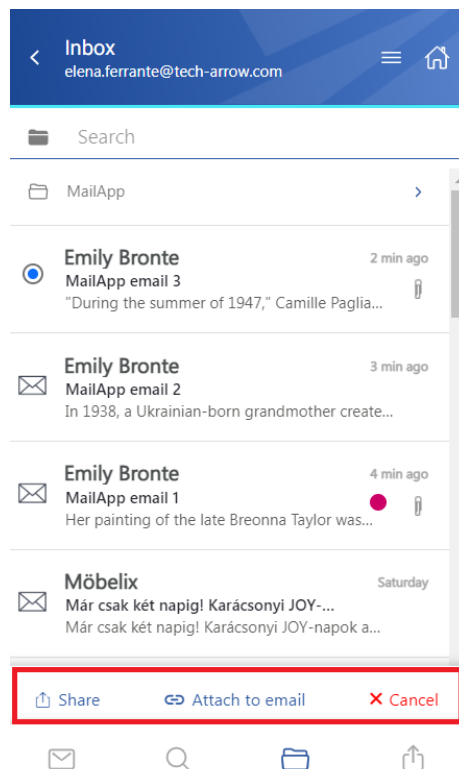 Inbox
elena.ferrante@tech-arrow.com
Search
MailApp
Emily Bronte
2 min ago
MailApp email 3
"During the summer of 1947," Camille Paglia...
Emily Bronte
3 min ago
MailApp email 2
In 1938, a Ukrainian-born grandmother create...
Emily Bronte
4 min ago
MailApp email 1
Her painting of the late Breonna Taylor was...
Möbelix
Saturday
Már csak két napig! Karácsonyi JOY-...
Már csak két napig! Karácsonyi JOY-napok a...
Share Attach to email Cancel